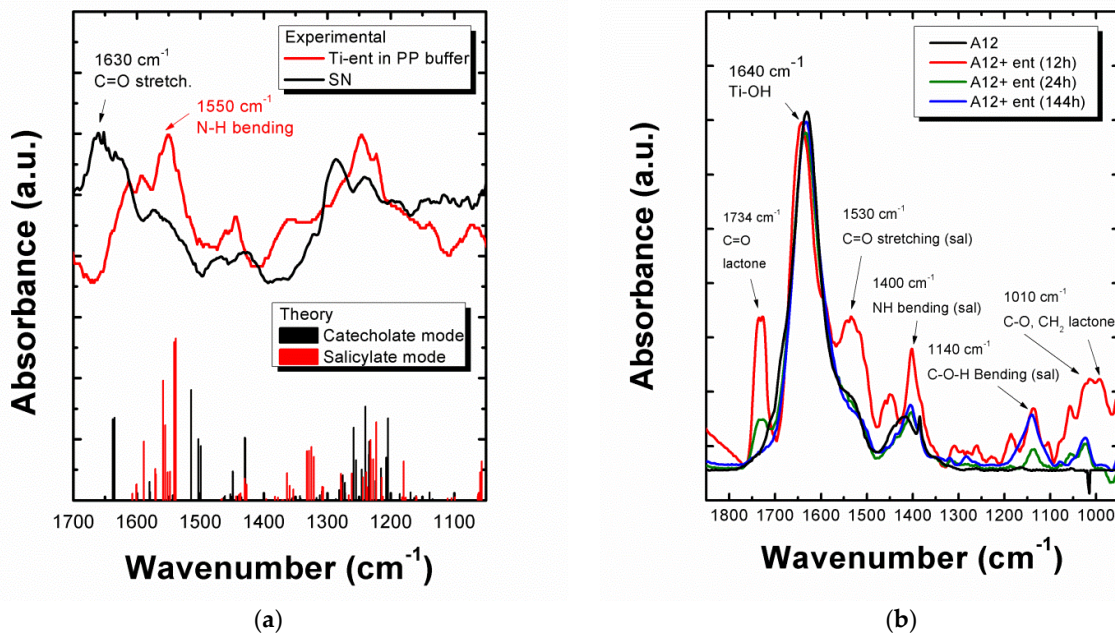 Experimental
Ti-ent in PP buffer
SN
1630 cm-1
C=O stretch.
1550 cm-1
N-H bending
Theory
Catecholate mode
Salicylate mode
Absorbance (a.u.)
1700 1600 1500 1400 1300 1200 1100
Wavenumber (cm-1)
(a)
A12
A12+ ent (12h)
A12+ ent (24h)
A12+ ent (144h)
1640 cm-1
Ti-OH
1734 cm-1
C=O
lactone
1530 cm-1
C=O stretching (sal)
1400 cm-1
NH bending (sal)
1010 cm-1
C-O, CH2 lactone
1140 cm-1
C-O-H Bending (sal)
Absorbance (a.u.)
1800 1700 1600 1500 1400 1300 1200 1100 1000
Wavenumber (cm-1)
(b)